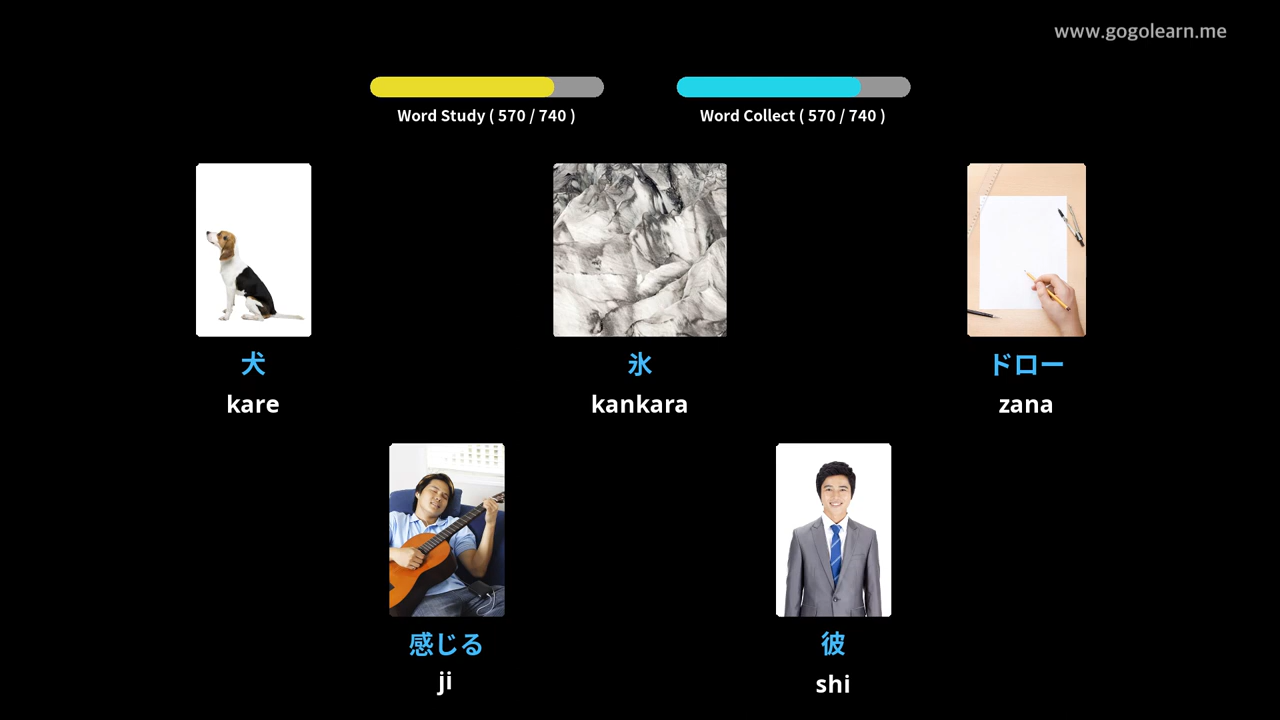 www.gogolearn.me
Word Study ( 570 / 740 )
Word Collect ( 570 / 740 )
犬
kare
氷
kankara
ドロー
zana
感じる
ji
彼
shi